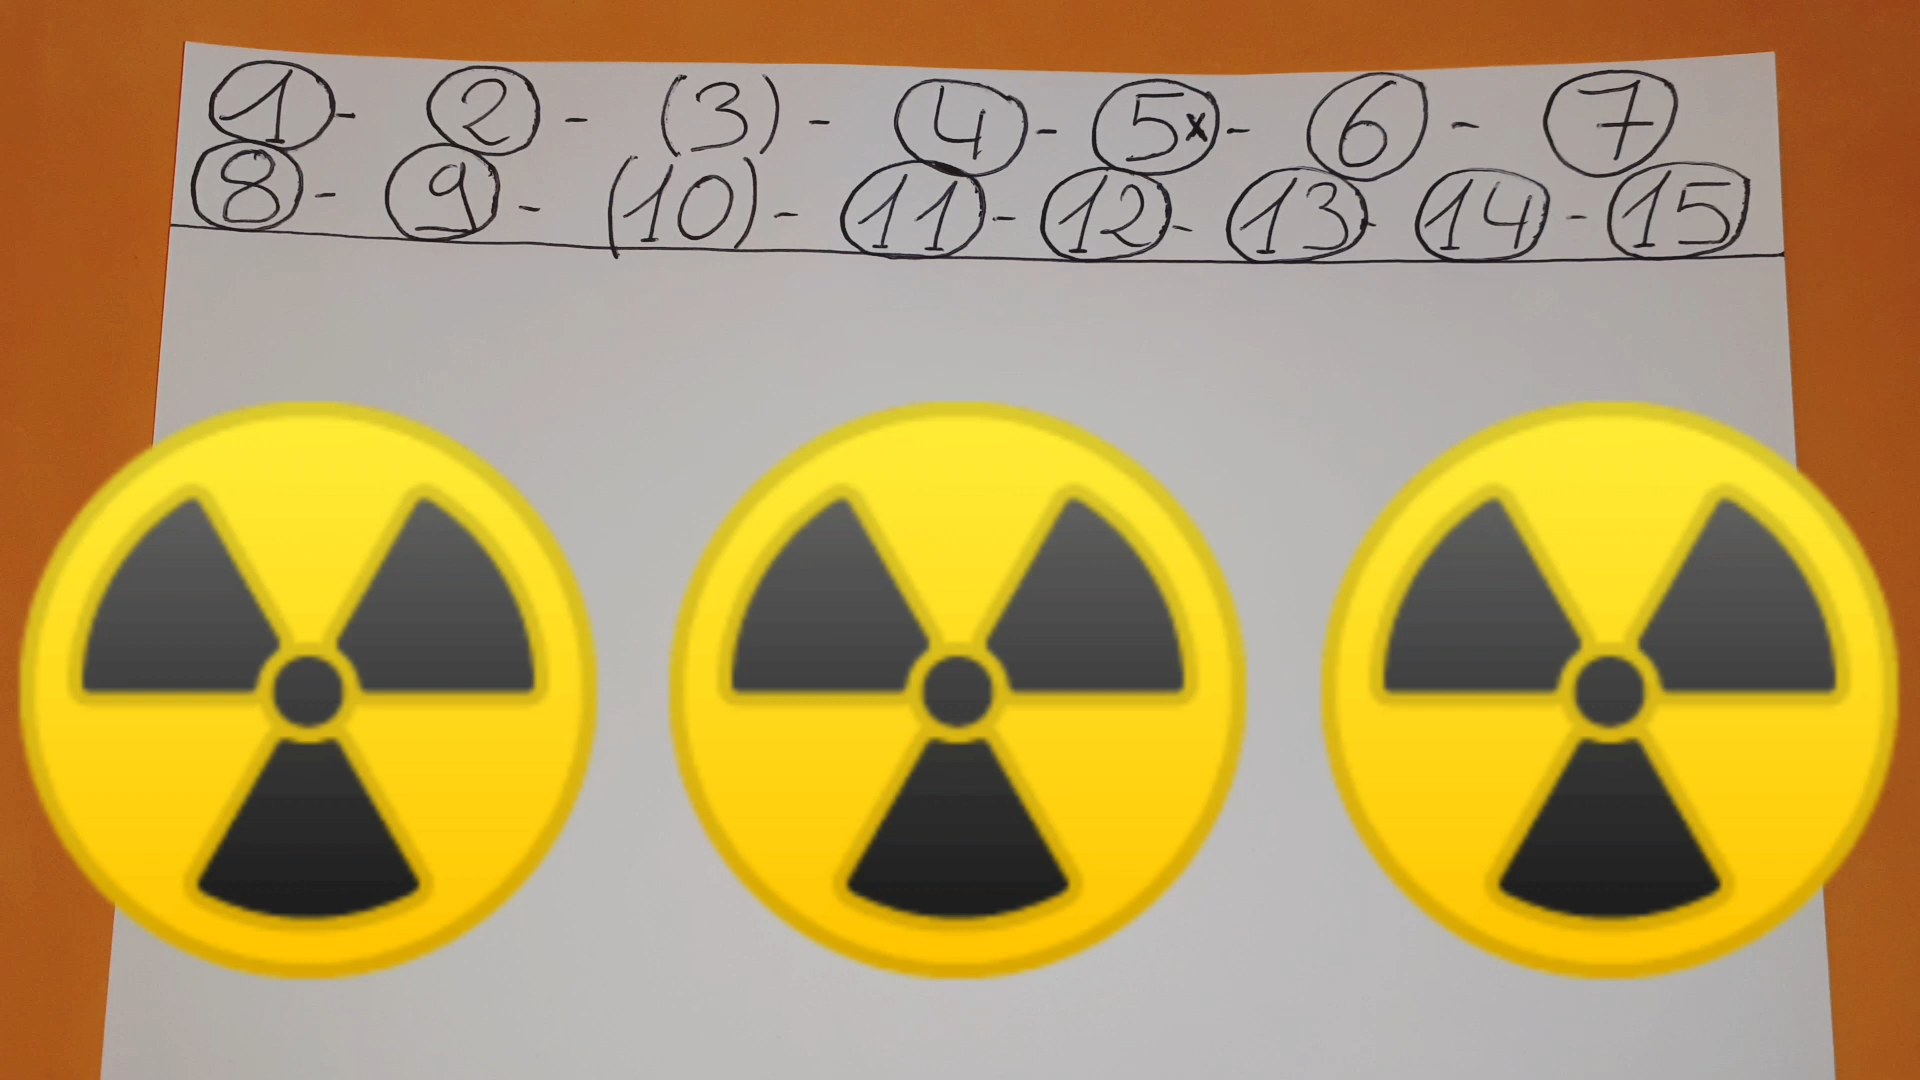 1 - 2 - (3) - 4 - 5x - 6 - 7
8 - 9 - (10) - 11 - 12 - 13 - 14 - 15